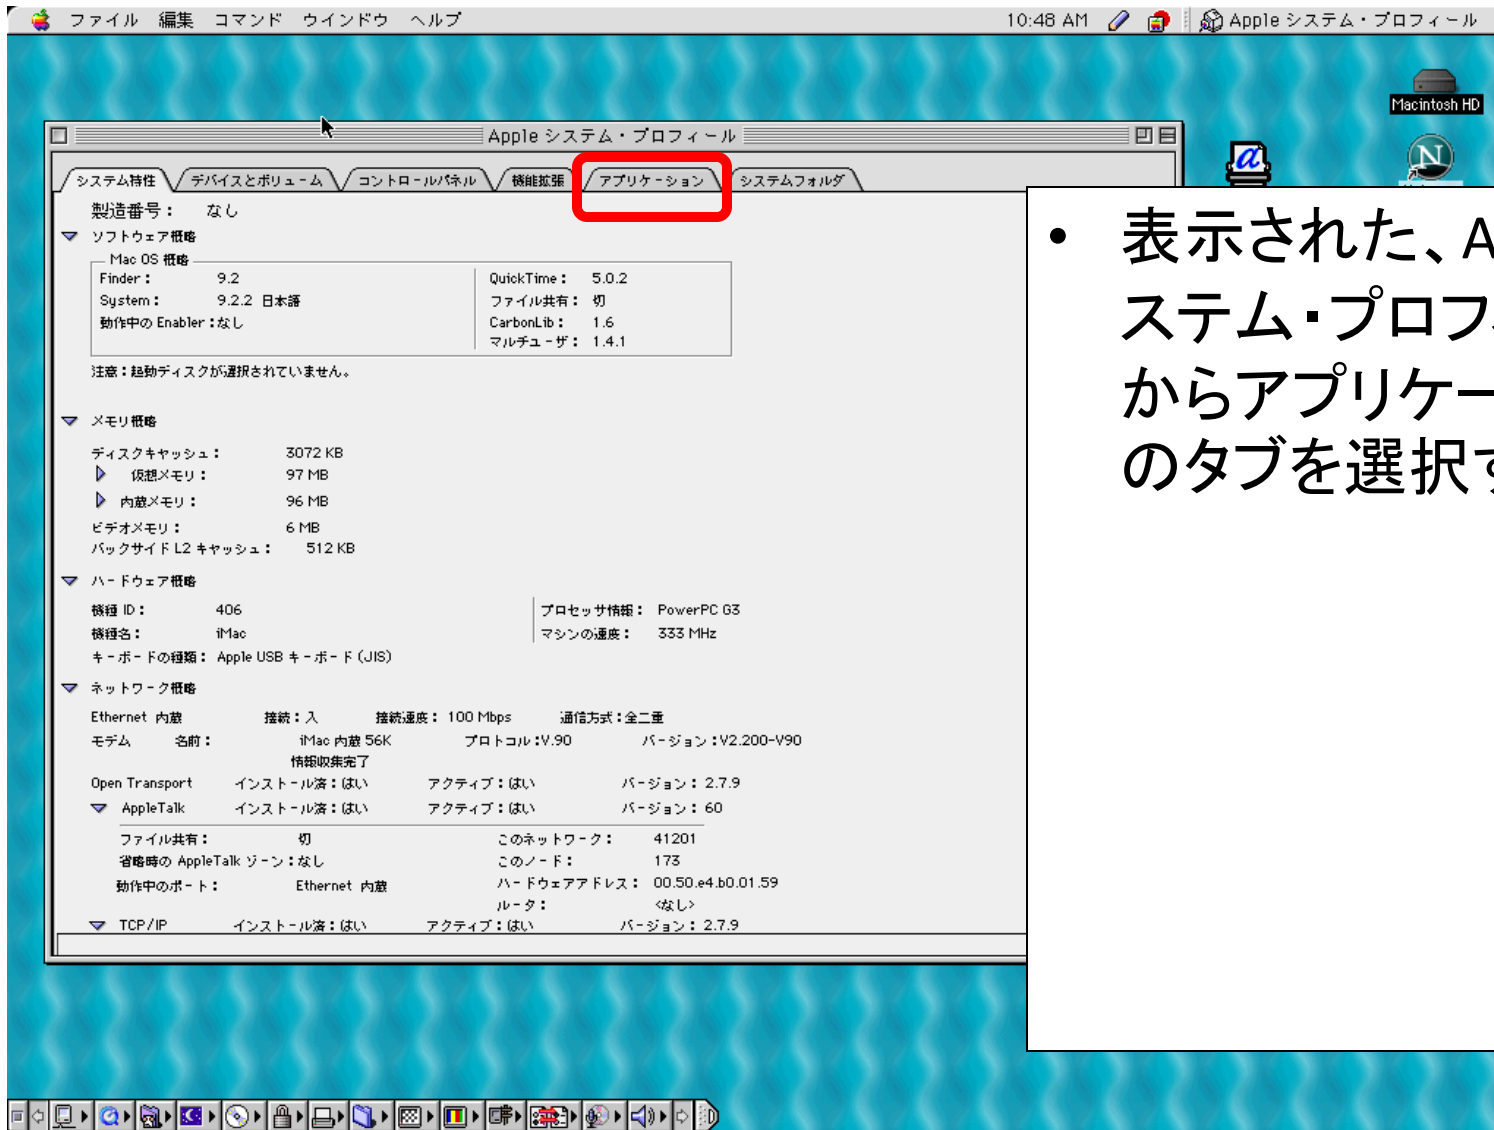 ファイル 編集 コマンド ウインドウ ヘルプ 10:48 AM Apple システム・プロフィール
Macintosh HD
Apple システム・プロフィール
システム特性 デバイスとボリューム コントロールパネル 機能拡張 アプリケーション システムフォルダ
製造番号： なし
ソフトウェア概略
Mac OS 概略
Finder： 9.2 QuickTime： 5.0.2
System： 9.2.2 日本語 ファイル共有： 切
動作中の Enabler：なし CarbonLib： 1.6
マルチユーザ： 1.4.1
注意：起動ディスクが選択されていません。
メモリ概略
ディスクキャッシュ： 3072 KB
仮想メモリ： 97 MB
内蔵メモリ： 96 MB
ビデオメモリ： 6 MB
バックサイド L2 キャッシュ： 512 KB
ハードウェア概略
機種 ID： 406 プロセッサ情報： PowerPC G3
機種名： iMac マシンの速度： 333 MHz
キーボードの種類： Apple USB キーボード（JIS）
ネットワーク概略
Ethernet 内蔵 接続：入 接続速度： 100 Mbps 通信方式：全二重
モデム 名前： iMac 内蔵 56K プロトコル：V.90 バージョン：V2.200-V90
情報収集完了
Open Transport インストール済：はい アクティブ：はい バージョン： 2.7.9
AppleTalk インストール済：はい アクティブ：はい バージョン： 60
ファイル共有： 切 このネットワーク： 41201
省略時の AppleTalk ゾーン：なし このノード： 173
動作中のポート： Ethernet 内蔵 ハードウェアアドレス： 00.50.e4.b0.01.59
ルータ： <なし>
TCP/IP インストール済：はい アクティブ：はい バージョン： 2.7.9
• 表示された、A
ステム・プロフ
からアプリケー
のタブを選択